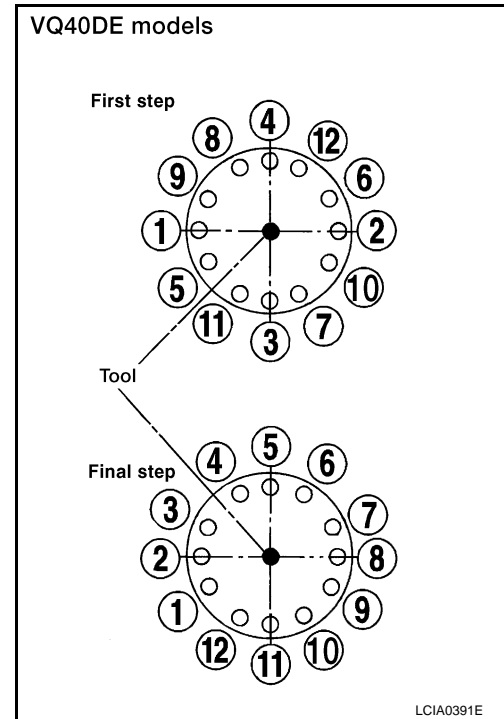 VQ40DE models
First step
4
8 12
9 6
1 2
5 10
11 7
3
Tool
Final step
5
4 6
3 7
2 8
1 9
12 10
11
LCIA0391E